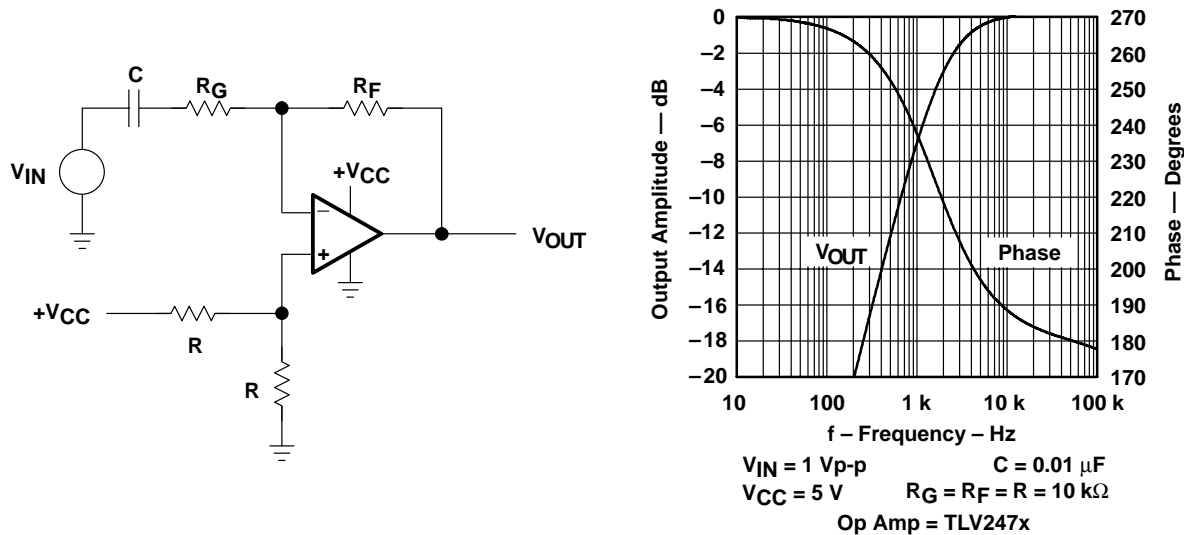 C
RG
RF
VIN
+VCC
−
+
VOUT
+VCC
R
R
Output Amplitude — dB
0
−2
−4
−6
−8
−10
−12
−14
−16
−18
−20
VOUT
Phase
270
260
250
240
230
220
210
200
190
180
170
Phase — Degrees
10
100
1 k
10 k
100 k
f – Frequency – Hz
VIN = 1 Vp-p
C = 0.01 μF
VCC = 5 V
RG = RF = R = 10 kΩ
Op Amp = TLV247x